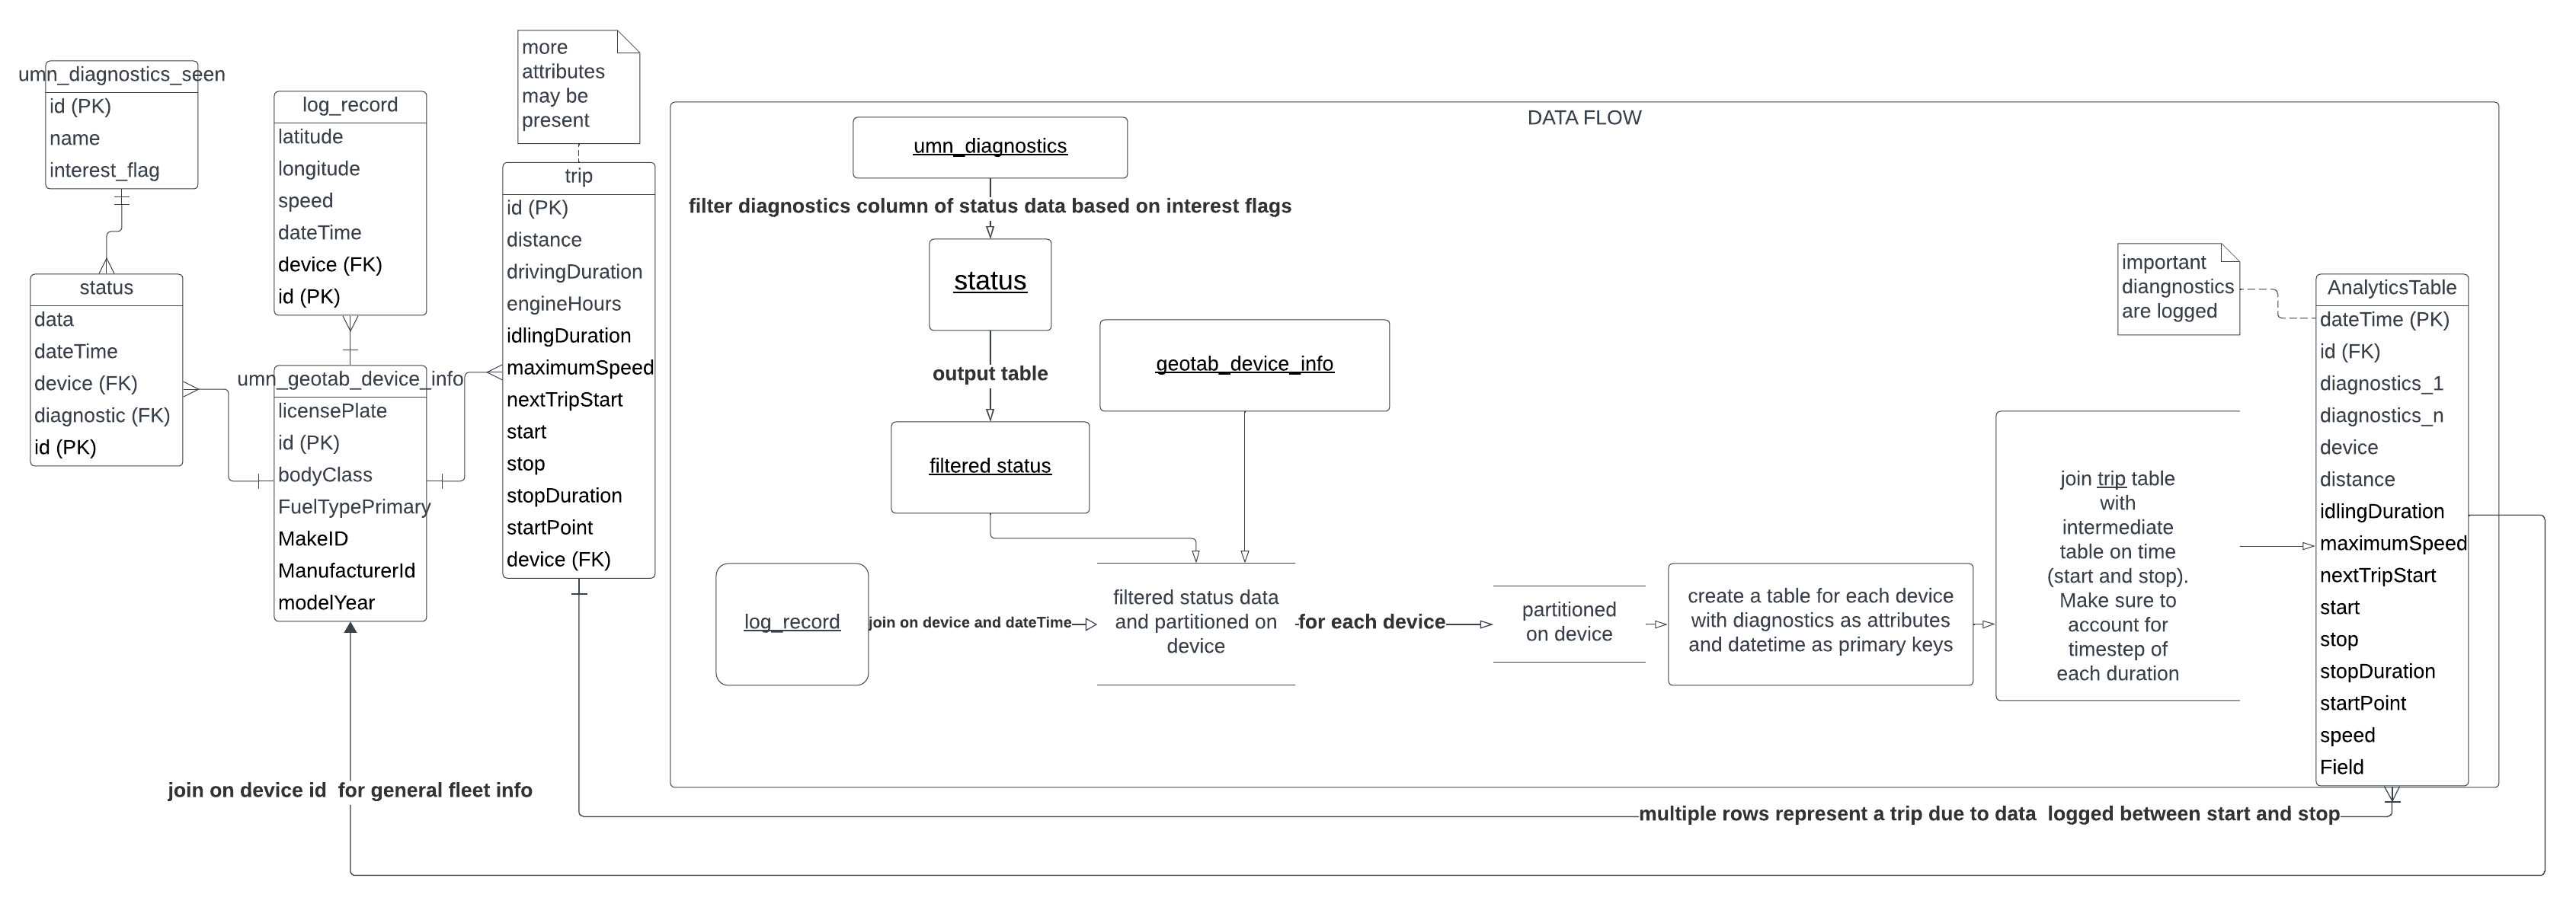 umn_diagnostics_seen
id (PK)
name
interest_flag
status
data
dateTime
device (FK)
diagnostic (FK)
id (PK)
log_record
latitude
longitude
speed
dateTime
device (FK)
id (PK)
umn_geotab_device_info
licensePlate
id (PK)
bodyClass
FuelTypePrimary
MakeID
ManufacturerId
modelYear
join on device id  for general fleet info
more
attributes
may be
present
trip
id (PK)
distance
drivingDuration
engineHours
idlingDuration
maximumSpeed
nextTripStart
start
stop
stopDuration
startPoint
device (FK)
DATA FLOW
umn_diagnostics
filter diagnostics column of status data based on interest flags
status
output table
geotab_device_info
filtered status
log_record
join on device and dateTime
filtered status data
and partitioned on
device
for each device
partitioned
on device
create a table for each device
with diagnostics as attributes
and datetime as primary keys
join trip table
with
intermediate
table on time
(start and stop).
Make sure to
account for
timestep of
each duration
important
diangnostics
are logged
AnalyticsTable
dateTime (PK)
id (FK)
diagnostics_1
diagnostics_n
device
distance
idlingDuration
maximumSpeed
nextTripStart
start
stop
stopDuration
startPoint
speed
Field
multiple rows represent a trip due to data  logged between start and stop